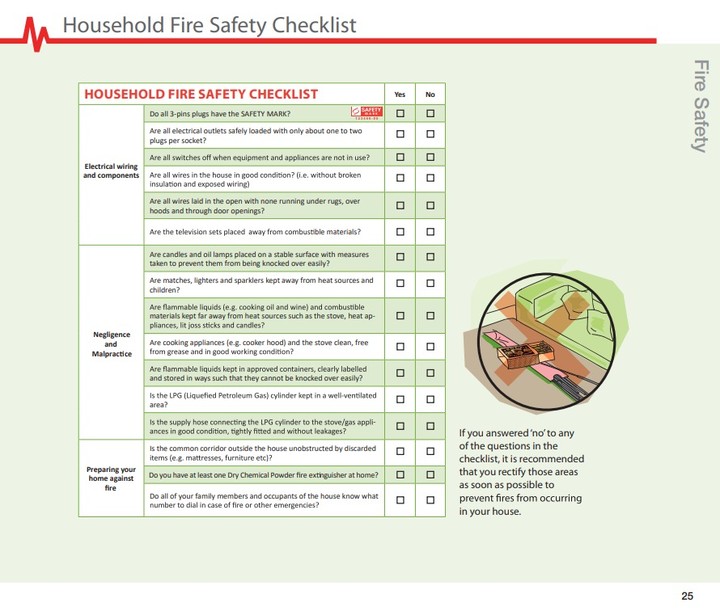 Household Fire Safety Checklist
Fire Safety
HOUSEHOLD FIRE SAFETY CHECKLIST
Yes
No
Electrical wiring
and components
Do all 3-pins plugs have the SAFETY MARK?
SAFETY
MARK
Are all electrical outlets safely loaded with only about one to two
plugs per socket?
Are all switches off when equipment and appliances are not in use?
Are all wires in the house in good condition? (i.e. without broken
insulation and exposed wiring)
Are all wires laid in the open with none running under rugs, over
hoods and through door openings?
Are the television sets placed away from combustible materials?
Negligence
and
Malpractice
Are candles and oil lamps placed on a stable surface with measures
taken to prevent them from being knocked over easily?
Are matches, lighters and sparklers kept away from heat sources and
children?
Are flammable liquids (e.g. cooking oil and wine) and combustible
materials kept far away from heat sources such as the stove, heat ap-
pliances, lit joss sticks and candles?
Are cooking appliances (e.g. cooker hood) and the stove clean, free
from grease and in good working condition?
Are flammable liquids kept in approved containers, clearly labelled
and stored in ways such that they cannot be knocked over easily?
Is the LPG (Liquefied Petroleum Gas) cylinder kept in a well-ventilated
area?
Is the supply hose connecting the LPG cylinder to the stove/gas appli-
ances in good condition, tightly fitted and without leakages?
Preparing your
home against
fire
Is the common corridor outside the house unobstructed by discarded
items (e.g. mattresses, furniture etc)?
Do you have at least one Dry Chemical Powder fire extinguisher at home?
Do all of your family members and occupants of the house know what
number to dial in case of fire or other emergencies?
If you answered 'no' to any
of the questions in the
checklist, it is recommended
that you rectify those areas
as soon as possible to
prevent fires from occurring
in your house.
25